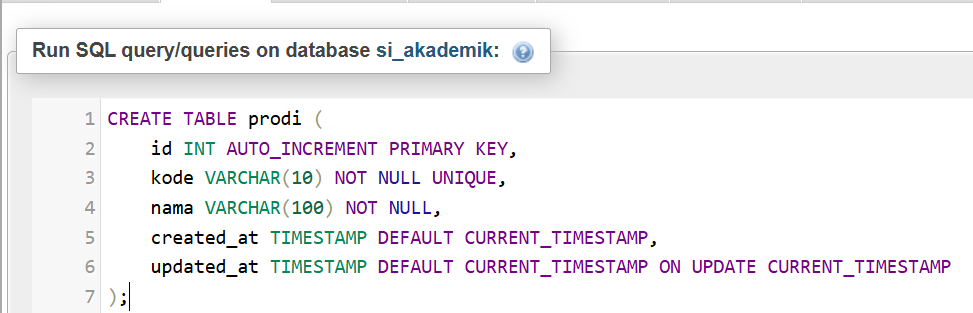 Run SQL query/queries on database si_akademik:
1 CREATE TABLE prodi (
2 id INT AUTO_INCREMENT PRIMARY KEY,
3 kode VARCHAR(10) NOT NULL UNIQUE,
4 nama VARCHAR(100) NOT NULL,
5 created_at TIMESTAMP DEFAULT CURRENT_TIMESTAMP,
6 updated_at TIMESTAMP DEFAULT CURRENT_TIMESTAMP ON UPDATE CURRENT_TIMESTAMP
7 );